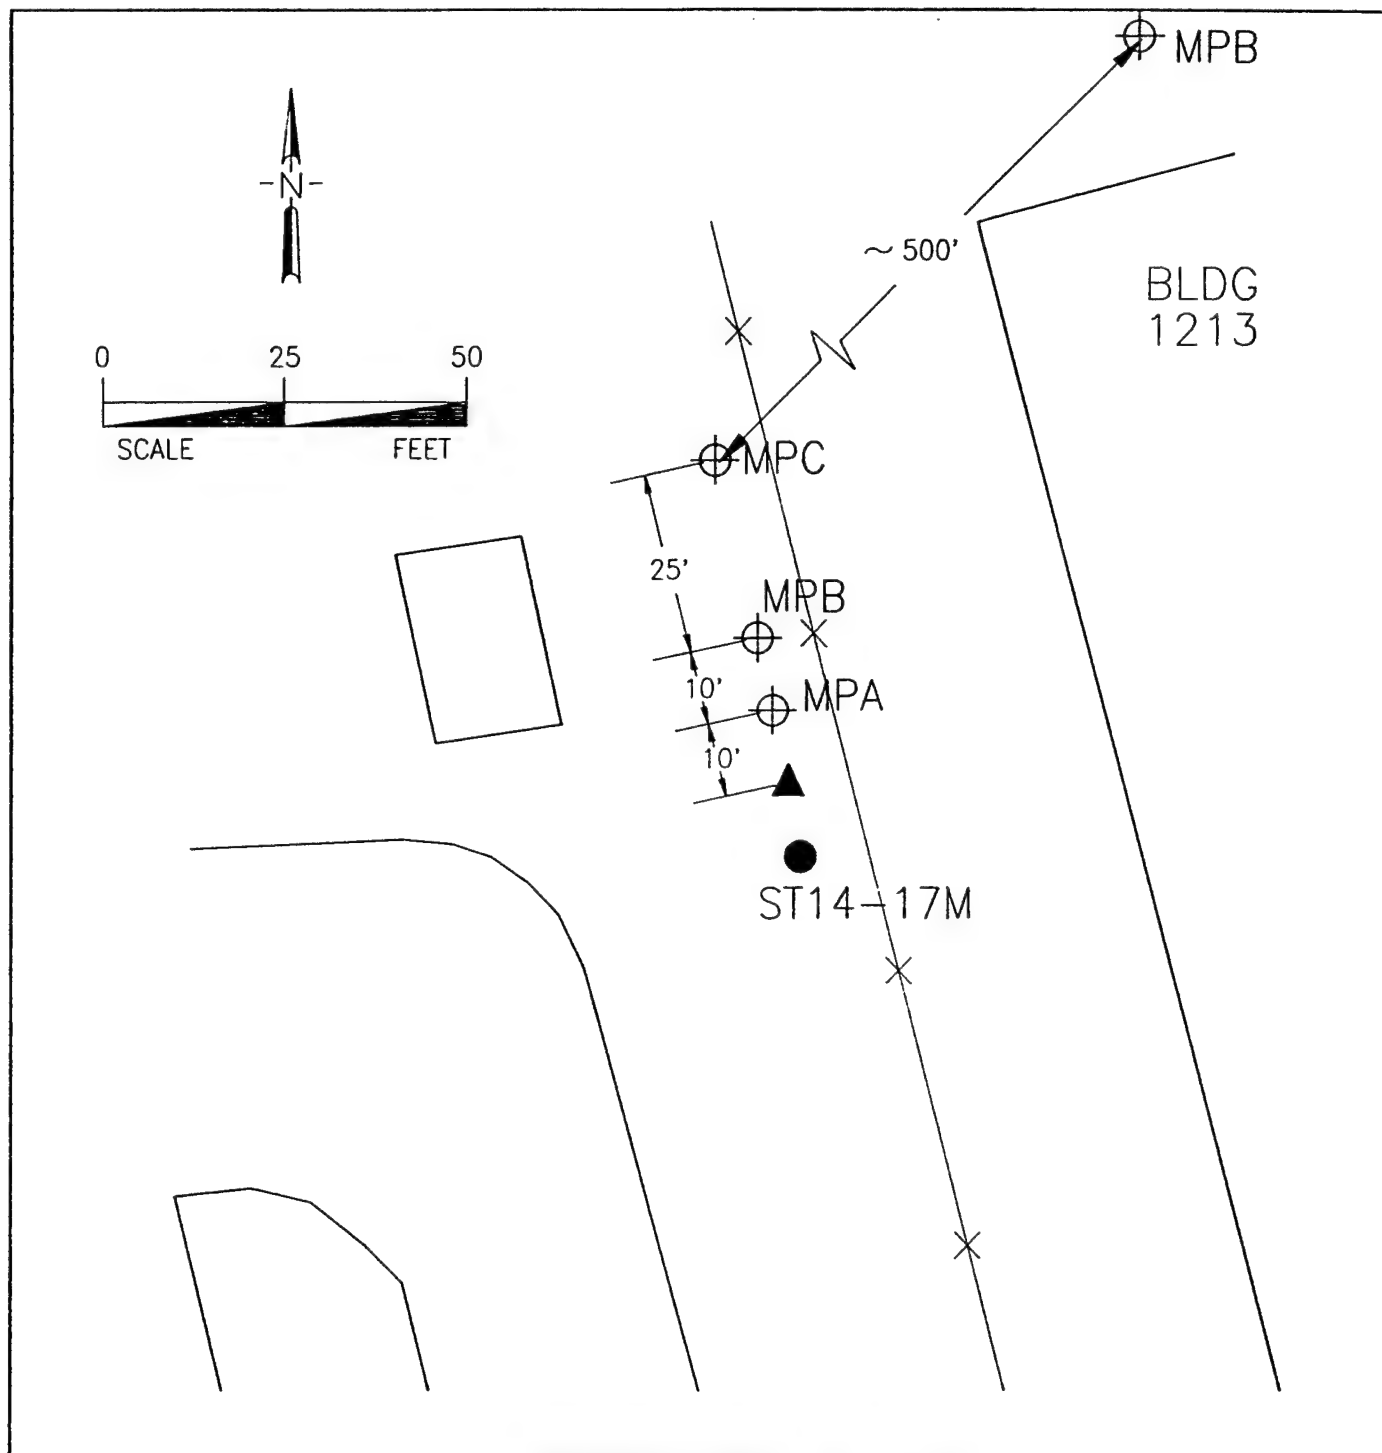 MPB
-N-
~ 500'
BLDG
1213
0 25 50
SCALE FEET
MPC
25'
MPB
10'
MPA
10'
ST14-17M